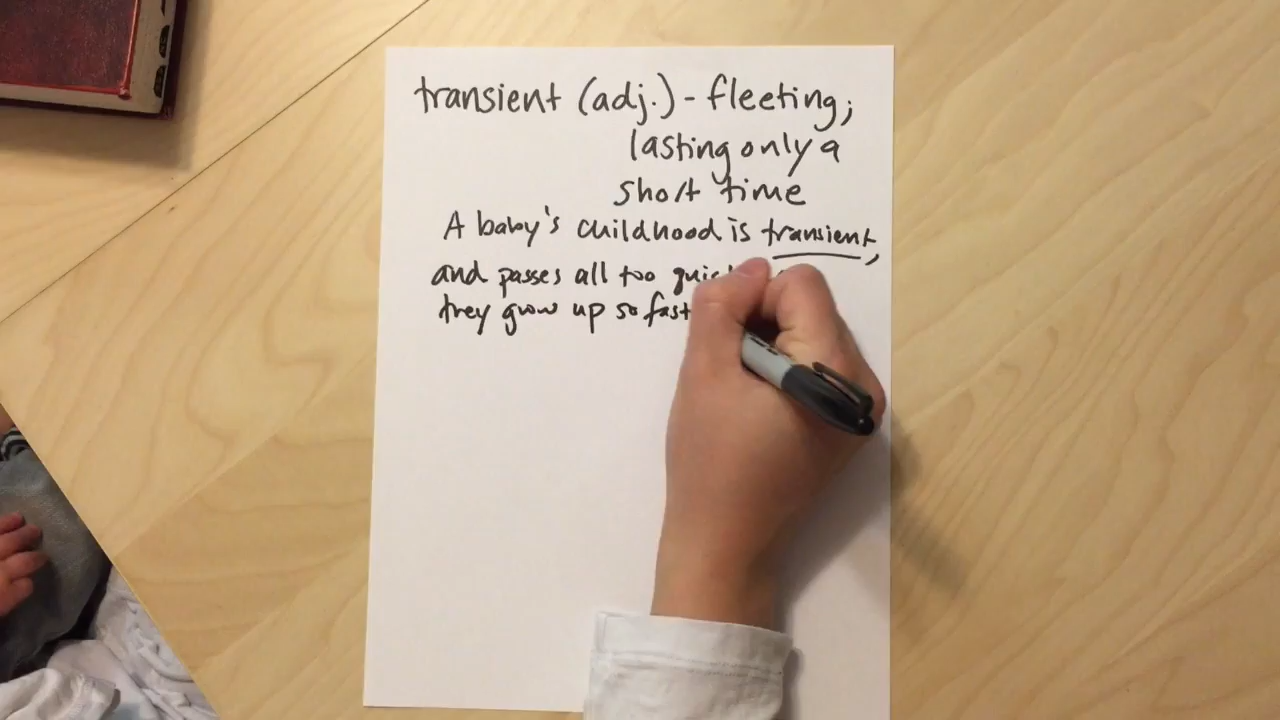 transient (adj.) - fleeting;
lasting only a
short time
A baby's childhood is transient,
and passes all too
they grow up so fast